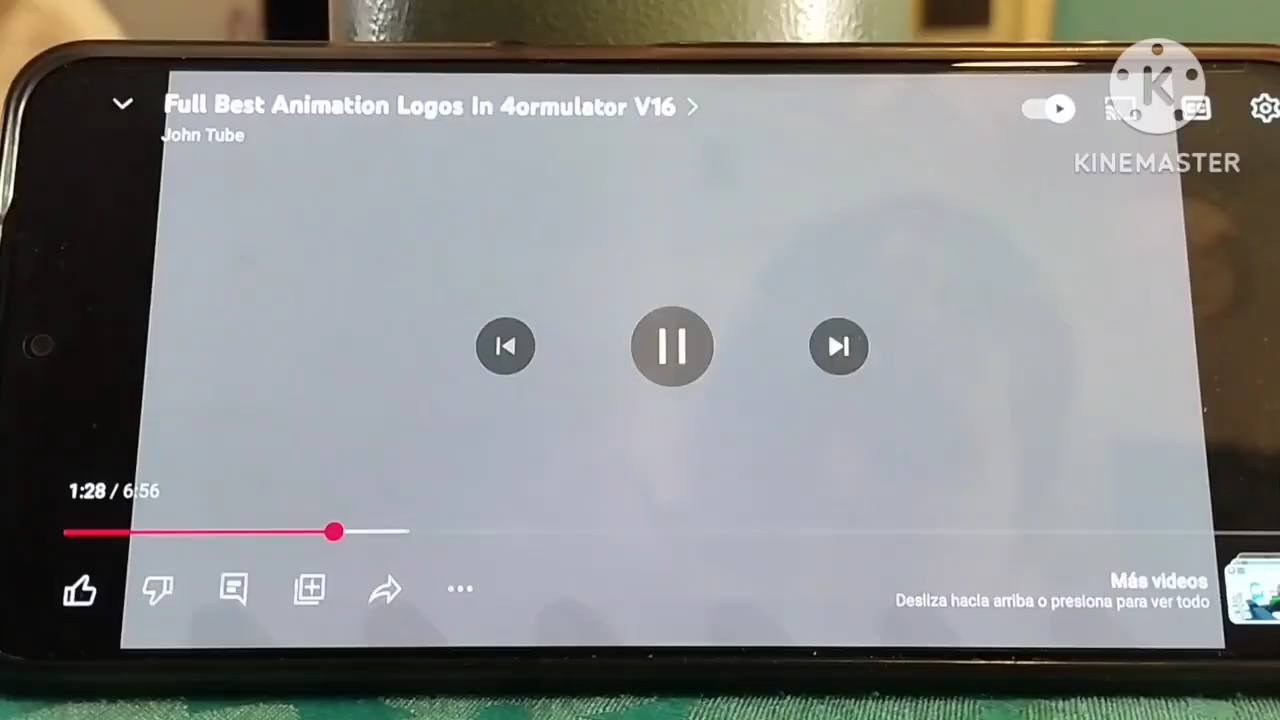 Full Best Animation Logos In 4ormulator V16
John Tube
CC
K
KINEMASTER
1:28 / 6:56
Más videos
Desliza hacia arriba o presiona para ver todo